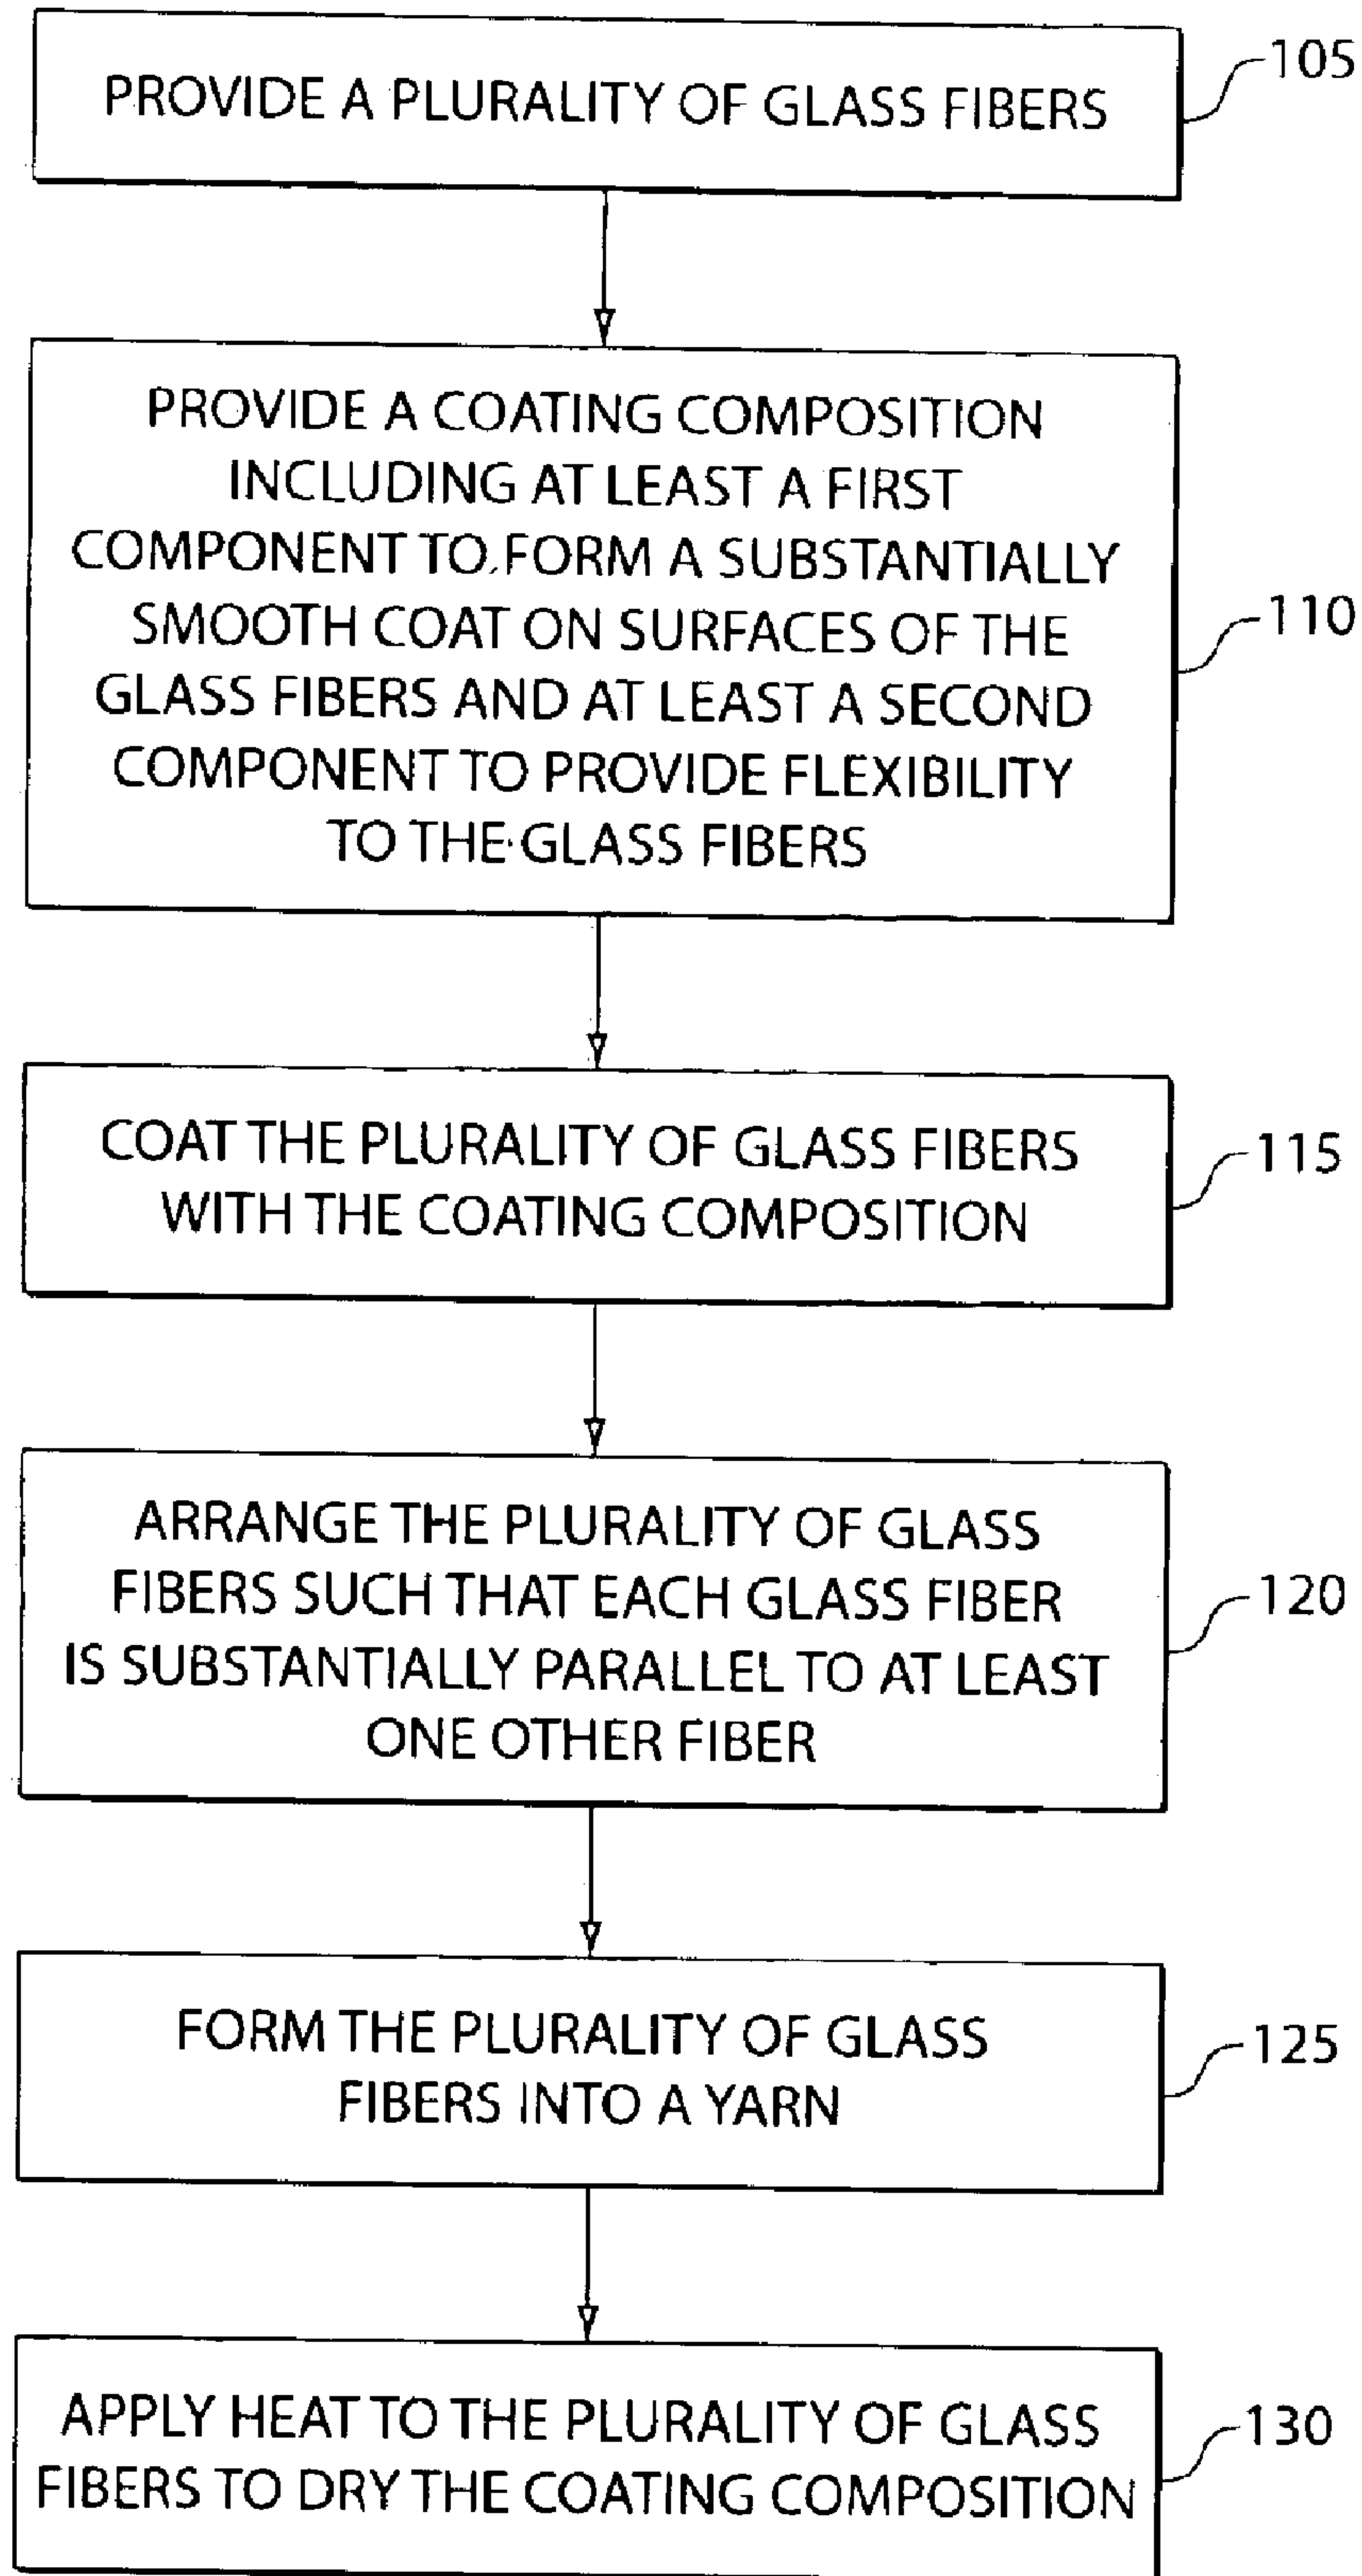 PROVIDE A PLURALITY OF GLASS FIBERS
105
PROVIDE A COATING COMPOSITION
INCLUDING AT LEAST A FIRST
COMPONENT TO FORM A SUBSTANTIALLY
SMOOTH COAT ON SURFACES OF THE
GLASS FIBERS AND AT LEAST A SECOND
COMPONENT TO PROVIDE FLEXIBILITY
TO THE GLASS FIBERS
110
COAT THE PLURALITY OF GLASS FIBERS
WITH THE COATING COMPOSITION
115
ARRANGE THE PLURALITY OF GLASS
FIBERS SUCH THAT EACH GLASS FIBER
IS SUBSTANTIALLY PARALLEL TO AT LEAST
ONE OTHER FIBER
120
FORM THE PLURALITY OF GLASS
FIBERS INTO A YARN
125
APPLY HEAT TO THE PLURALITY OF GLASS
FIBERS TO DRY THE COATING COMPOSITION
130